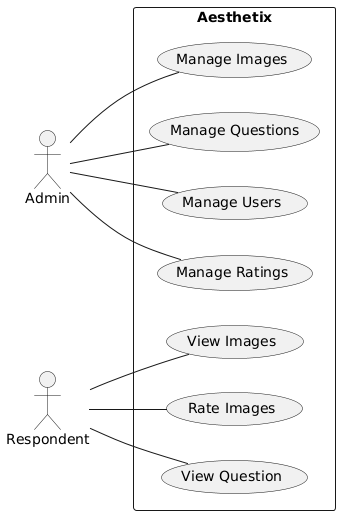 Aesthetix
Manage Images
Manage Questions
Manage Users
Manage Ratings
Admin
View Images
Rate Images
View Question
Respondent